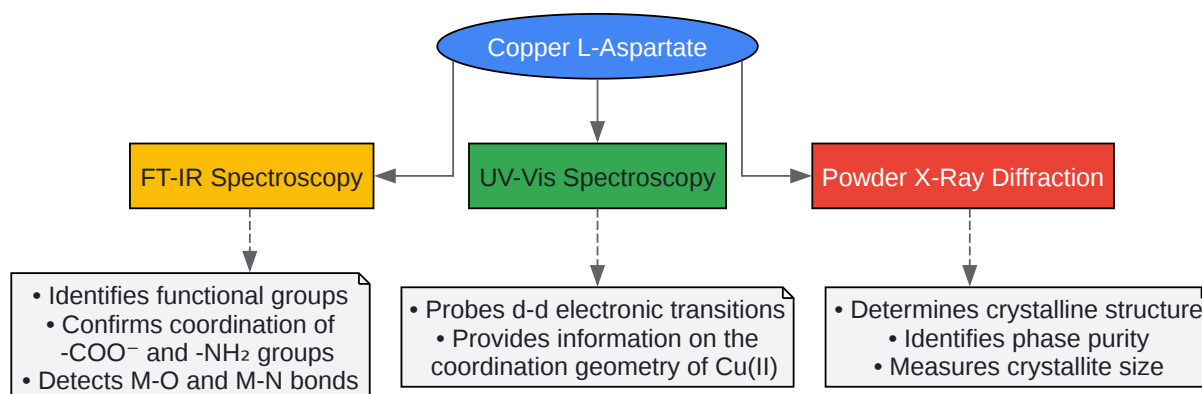 Copper L-Aspartate
FT-IR Spectroscopy
UV-Vis Spectroscopy
Powder X-Ray Diffraction
• Identifies functional groups
• Confirms coordination of
-COO⁻ and -NH₂ groups
• Detects M-O and M-N bonds
• Probes d-d electronic transitions
• Provides information on the
coordination geometry of Cu(II)
• Determines crystalline structure
• Identifies phase purity
• Measures crystallite size